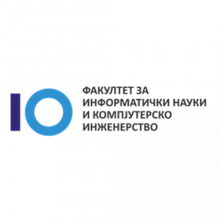 ФАКУЛТЕТ ЗА
ИНФОРМАТИЧКИ НАУКИ
И КОМПЈУТЕРСКО
ИНЖЕНЕРСТВО